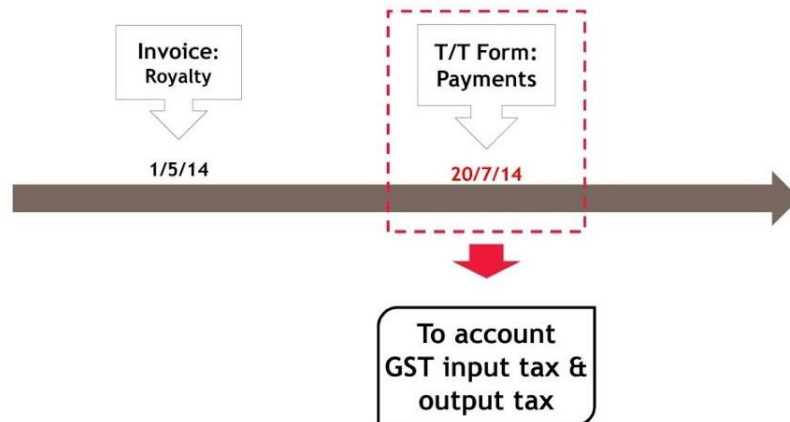 Invoice:
Royalty
T/T Form:
Payments
1/5/14
20/7/14
To account
GST input tax &
output tax